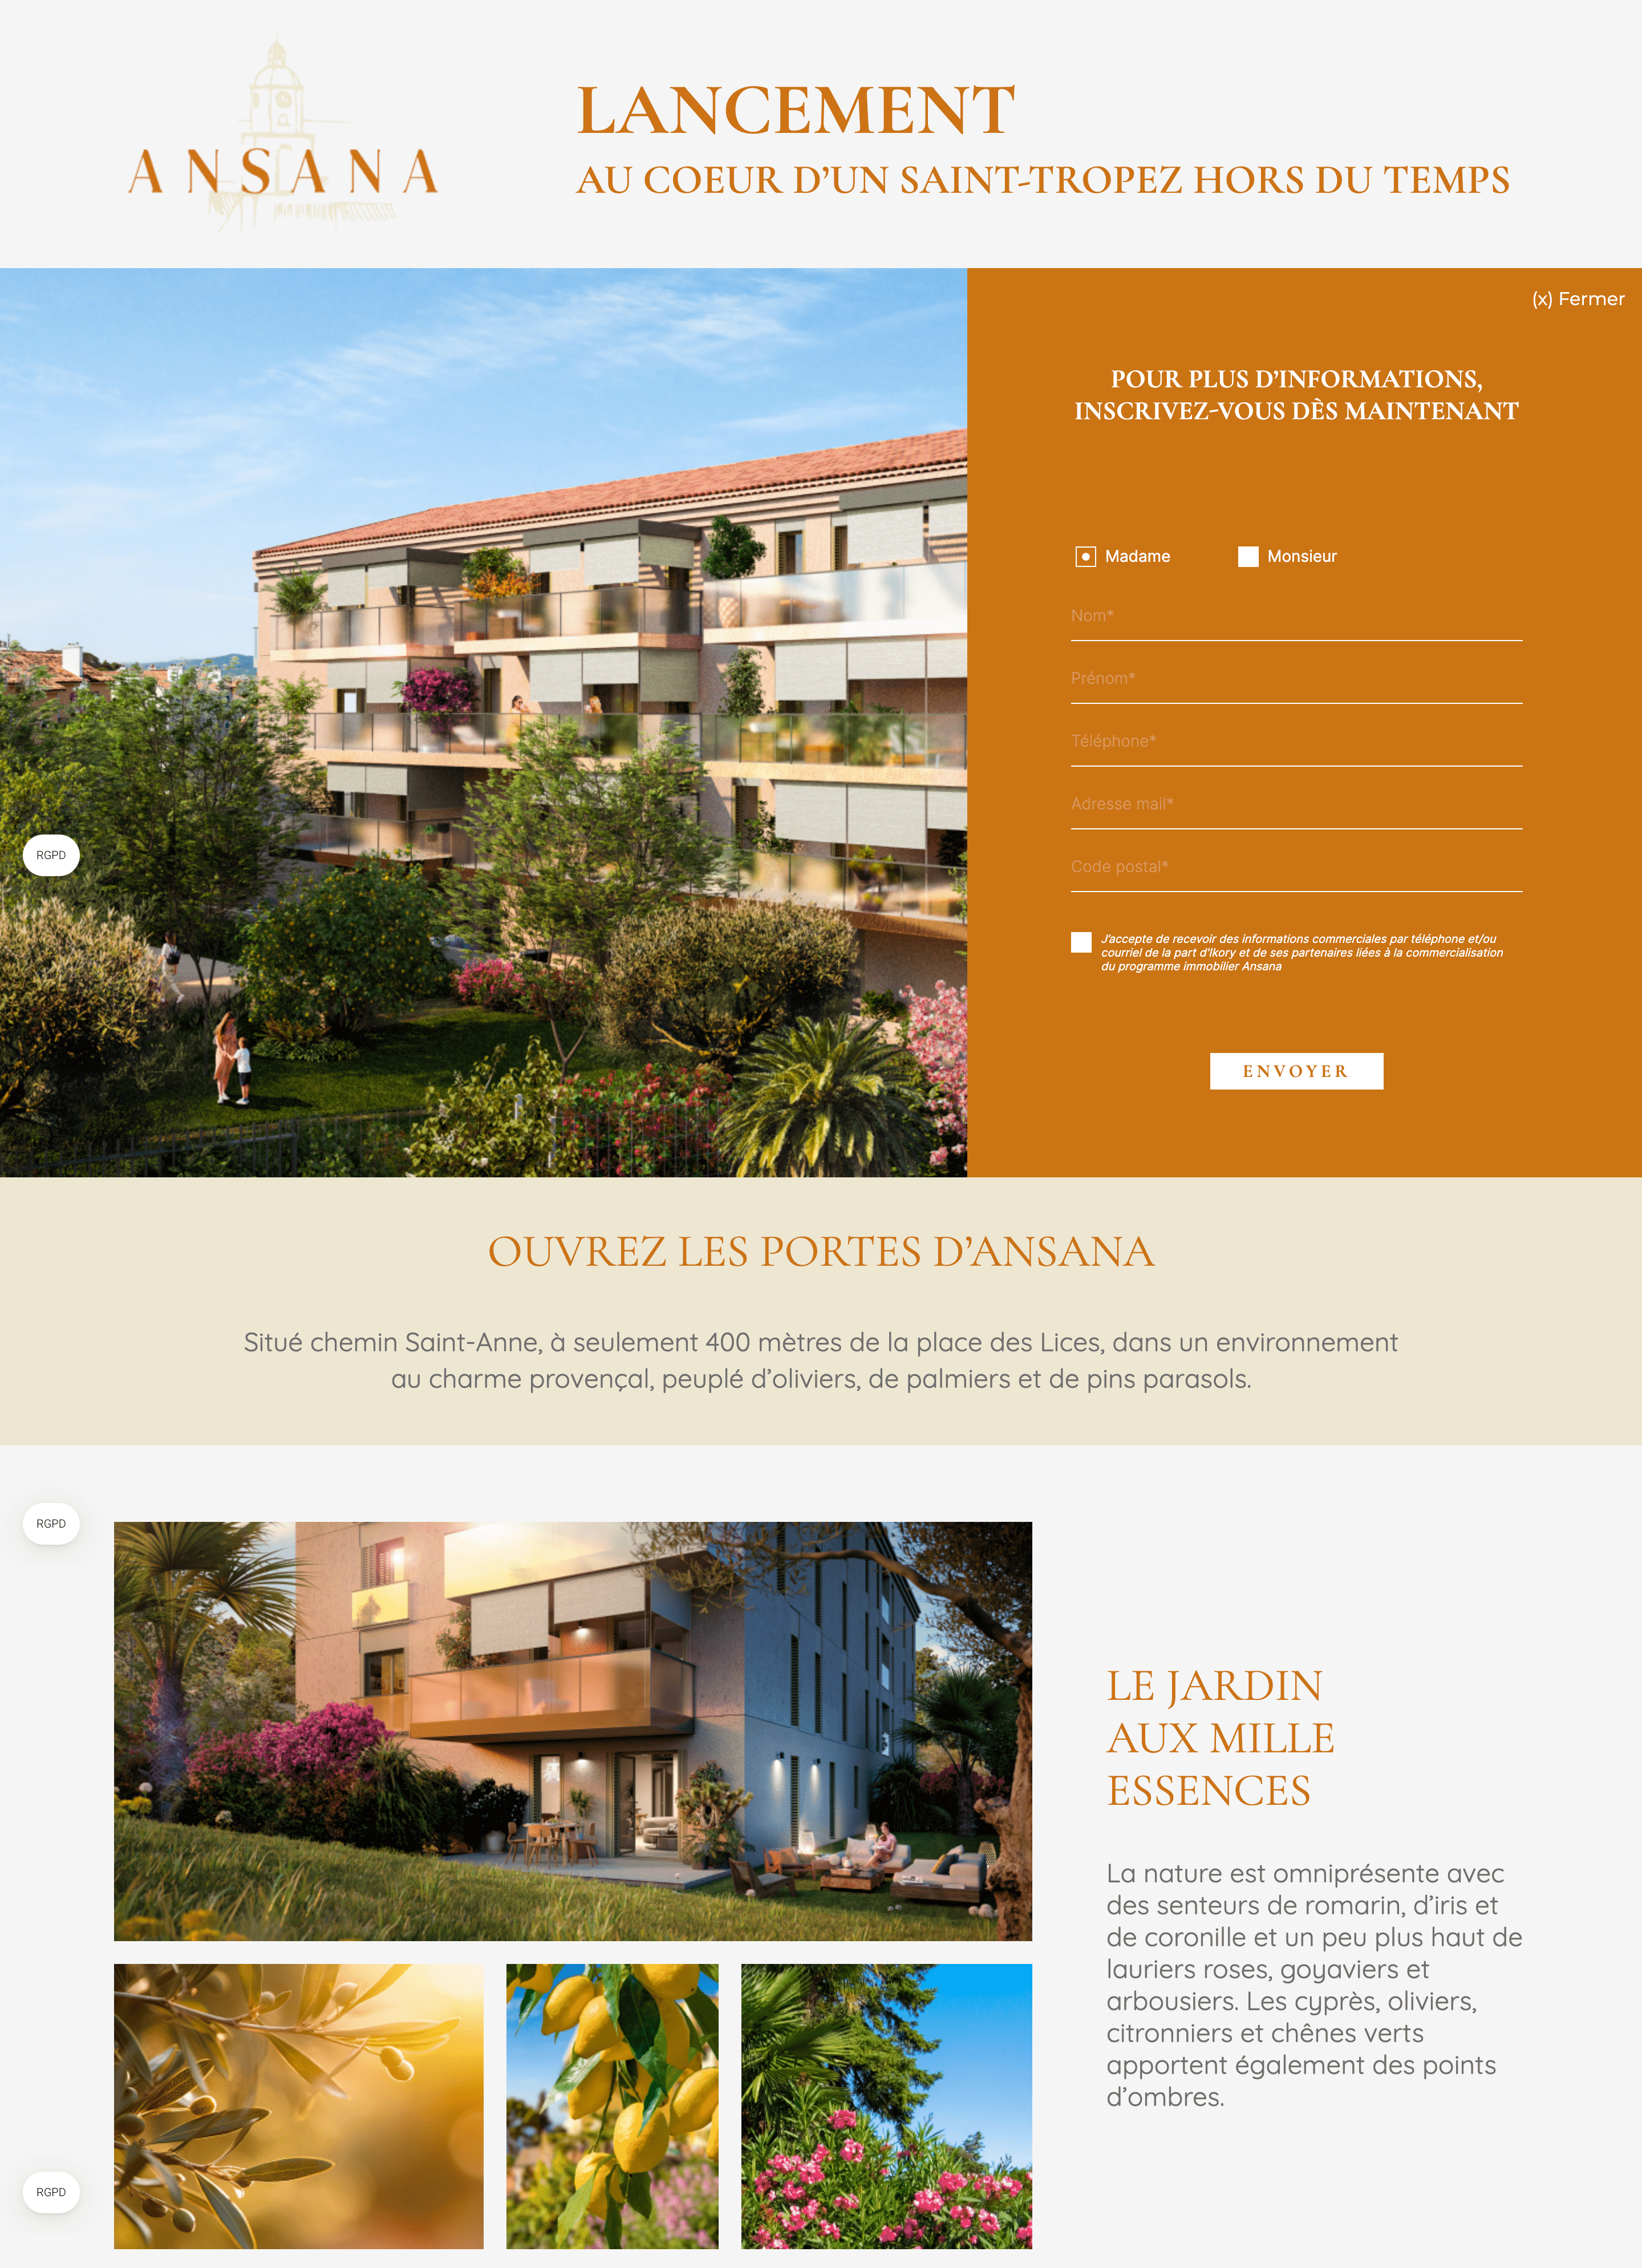 ANSANA
LANCEMENT
AU COEUR D’UN SAINT-TROPEZ HORS DU TEMPS
(x) Fermer
POUR PLUS D’INFORMATIONS,
INSCRIVEZ-VOUS DÈS MAINTENANT
Madame
Monsieur
Nom*
Prénom*
Téléphone*
Adresse mail*
Code postal*
J’accepte de recevoir des informations commerciales par téléphone et/ou
courriel de la part d’Ikory et de ses partenaires liées à la commercialisation
du programme immobilier Ansana
ENVOYER
RGPD
OUVREZ LES PORTES D’ANSANA
Situé chemin Saint-Anne, à seulement 400 mètres de la place des Lices, dans un environnement
au charme provençal, peuplé d’oliviers, de palmiers et de pins parasols.
RGPD
LE JARDIN
AUX MILLE
ESSENCES
La nature est omniprésente avec
des senteurs de romarin, d’iris et
de coronille et un peu plus haut de
lauriers roses, goyaviers et
arbousiers. Les cyprès, oliviers,
citronniers et chênes verts
apportent également des points
d’ombres.
RGPD